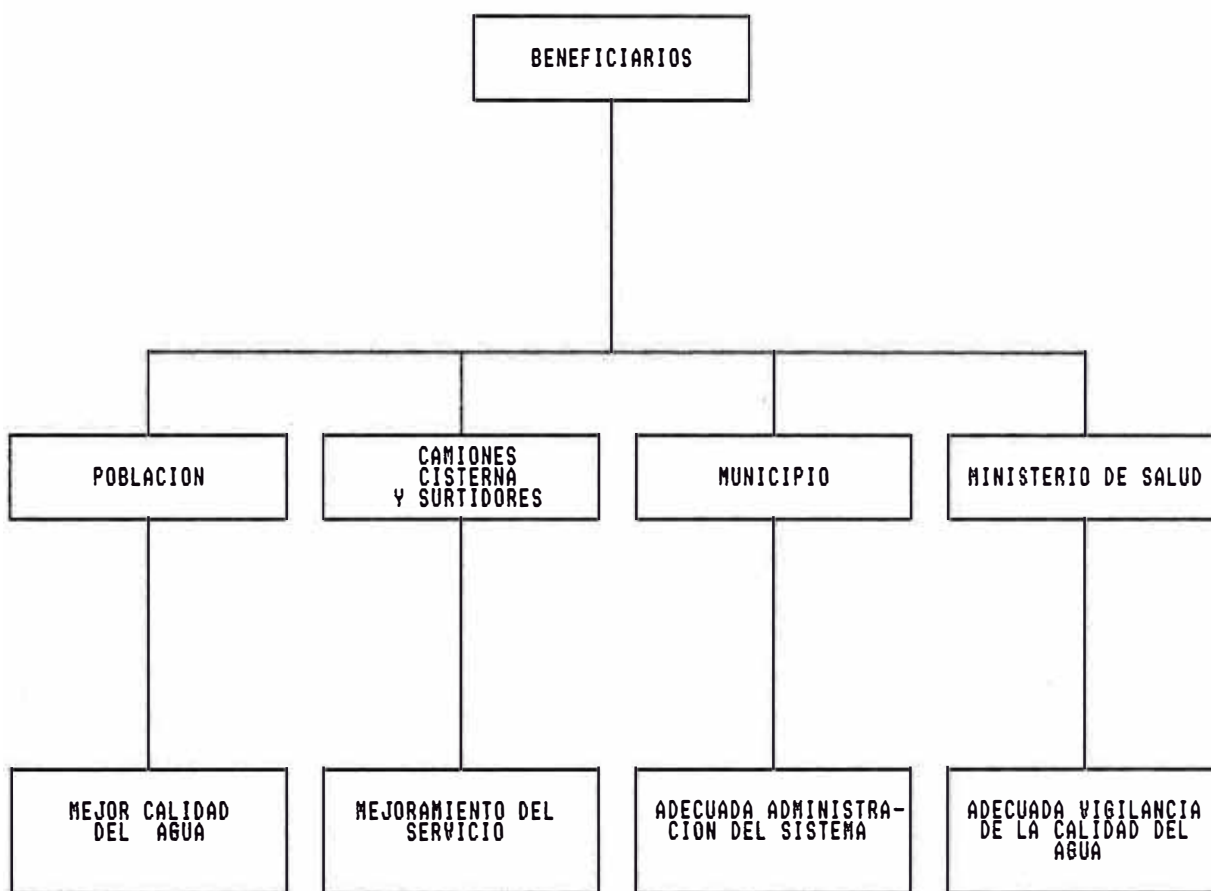 BENEFICIARIOS
POBLACION
CAMIONES
CISTERNA
Y SURTIDORES
MUNICIPIO
MINISTERIO DE SALUD
MEJOR CALIDAD
DEL AGUA
MEJORAMIENTO DEL
SERVICIO
ADECUADA ADMINISTRA-
CION DEL SISTEMA
ADECUADA VIGILANCIA
DE LA CALIDAD DEL
AGUA